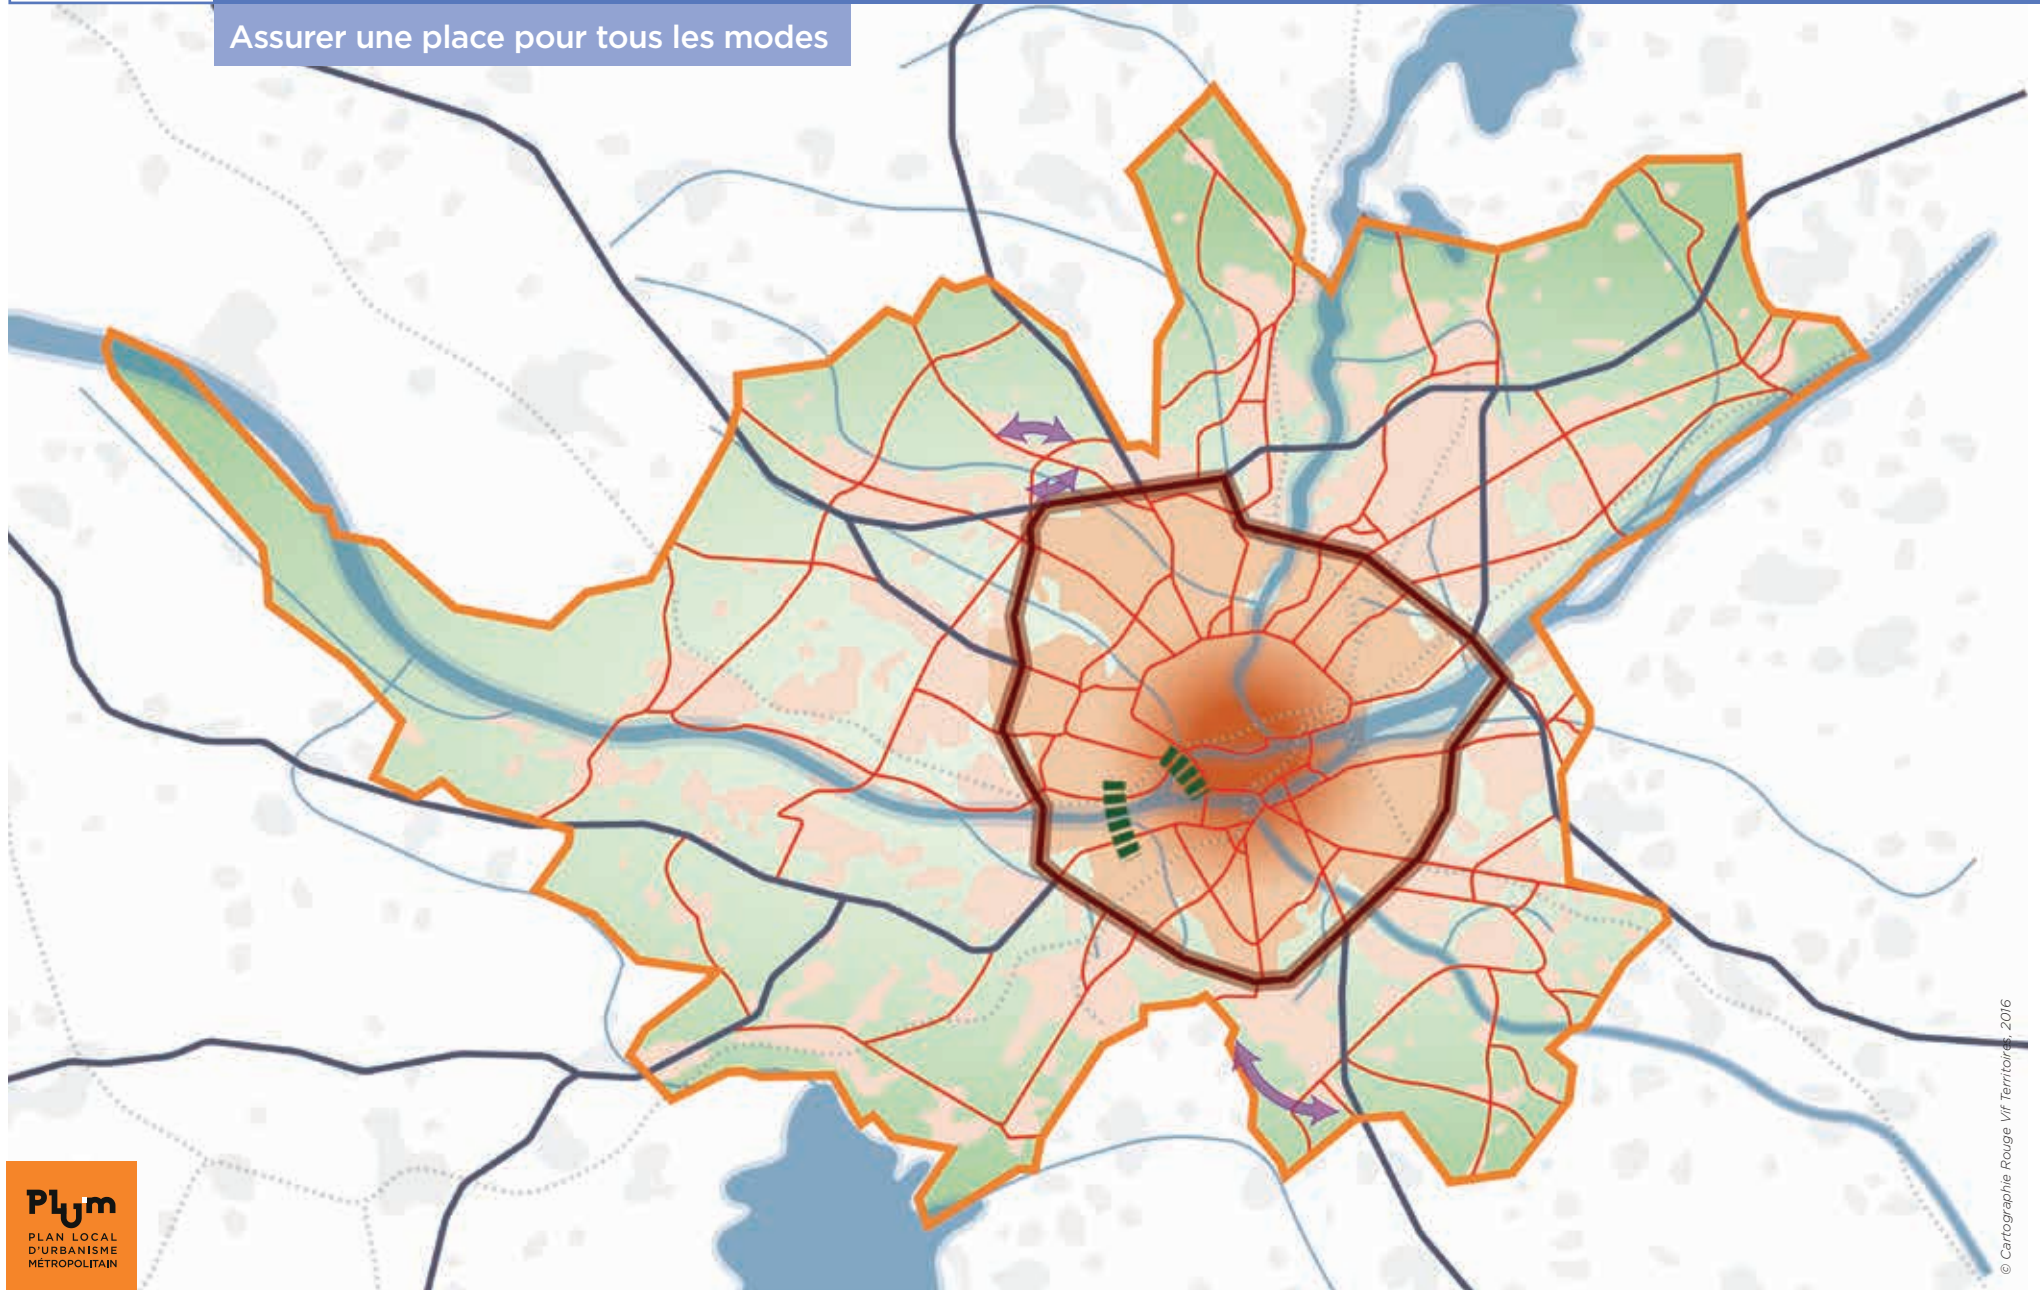 Assurer une place pour tous les modes
PLUm
PLAN LOCAL
D'URBANISME
MÉTROPOLITAIN
© Cartographie Rouge Vif Territoires, 2016